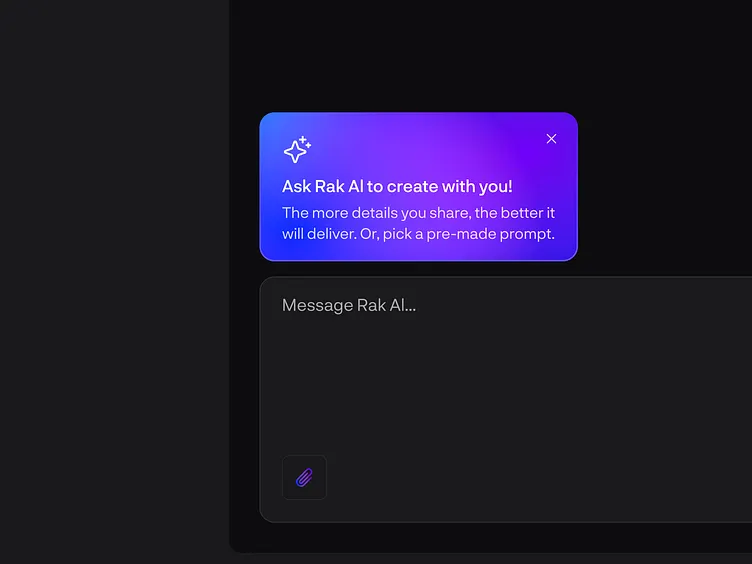 Ask Rak AI to create with you!
The more details you share, the better it
will deliver. Or, pick a pre-made prompt.
Message Rak AI...